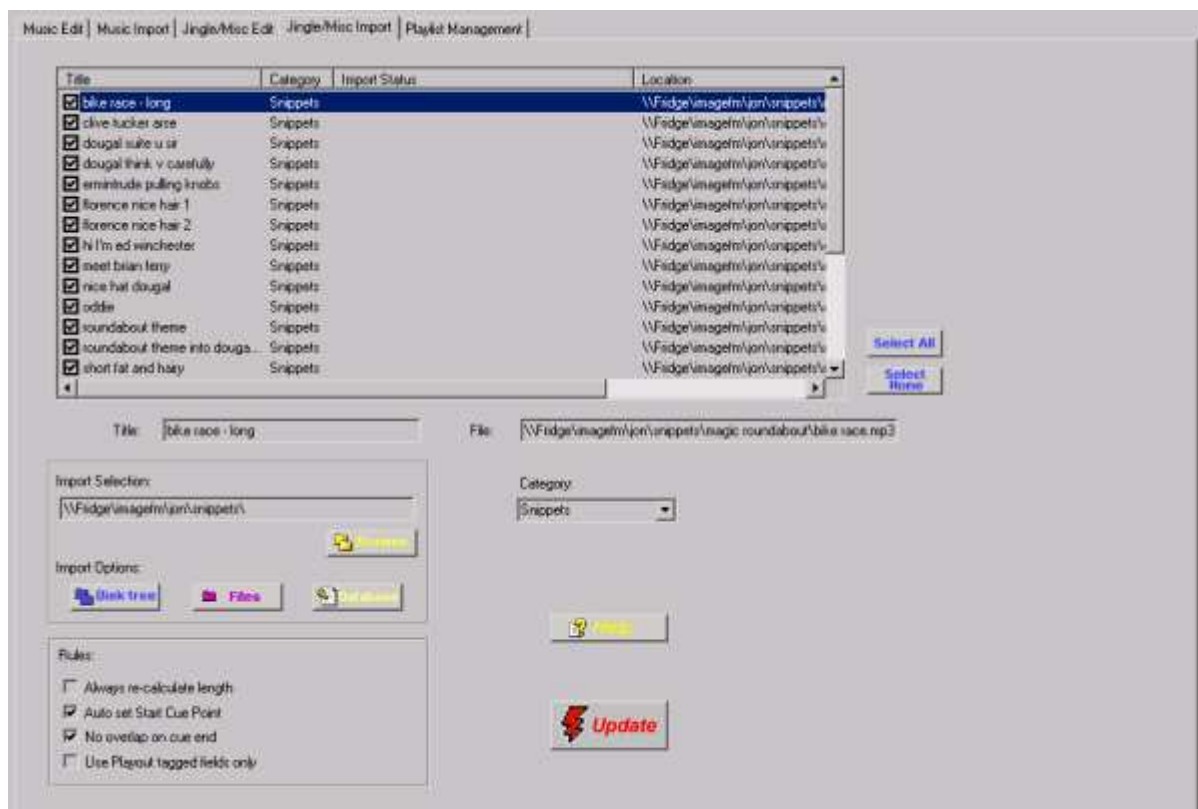 Music Edit Music Import Jingle/Misc Edit Jingle/Misc Import Playlist Management
Title Category Import Status Location
bike race - long Snippets \\Fridge\imagefm\jon\snippets\
clive tucker arse Snippets \\Fridge\imagefm\jon\snippets\
dougal suite u sir Snippets \\Fridge\imagefm\jon\snippets\
dougal think v carefully Snippets \\Fridge\imagefm\jon\snippets\
ermintrude pulling knobs Snippets \\Fridge\imagefm\jon\snippets\
florence nice hair 1 Snippets \\Fridge\imagefm\jon\snippets\
florence nice hair 2 Snippets \\Fridge\imagefm\jon\snippets\
hi I'm ed winchester Snippets \\Fridge\imagefm\jon\snippets\
meet brian ferry Snippets \\Fridge\imagefm\jon\snippets\
nice hat dougal Snippets \\Fridge\imagefm\jon\snippets\
oddie Snippets \\Fridge\imagefm\jon\snippets\
roundabout theme Snippets \\Fridge\imagefm\jon\snippets\
roundabout theme into douga... Snippets \\Fridge\imagefm\jon\snippets\
short fat and hairy Snippets \\Fridge\imagefm\jon\snippets\
Select All
Select None
Title: bike race - long File: \\Fridge\imagefm\jon\snippets\magic roundabout\bike race.mp3
Import Selection: Category:
\\Fridge\imagefm\jon\snippets\ Snippets
Browse
Import Options:
Disk tree Files Database
Help
Rules:
Always re-calculate length
Auto set Start Cue Point
No overlap on cue end
Use Playout tagged fields only
Update